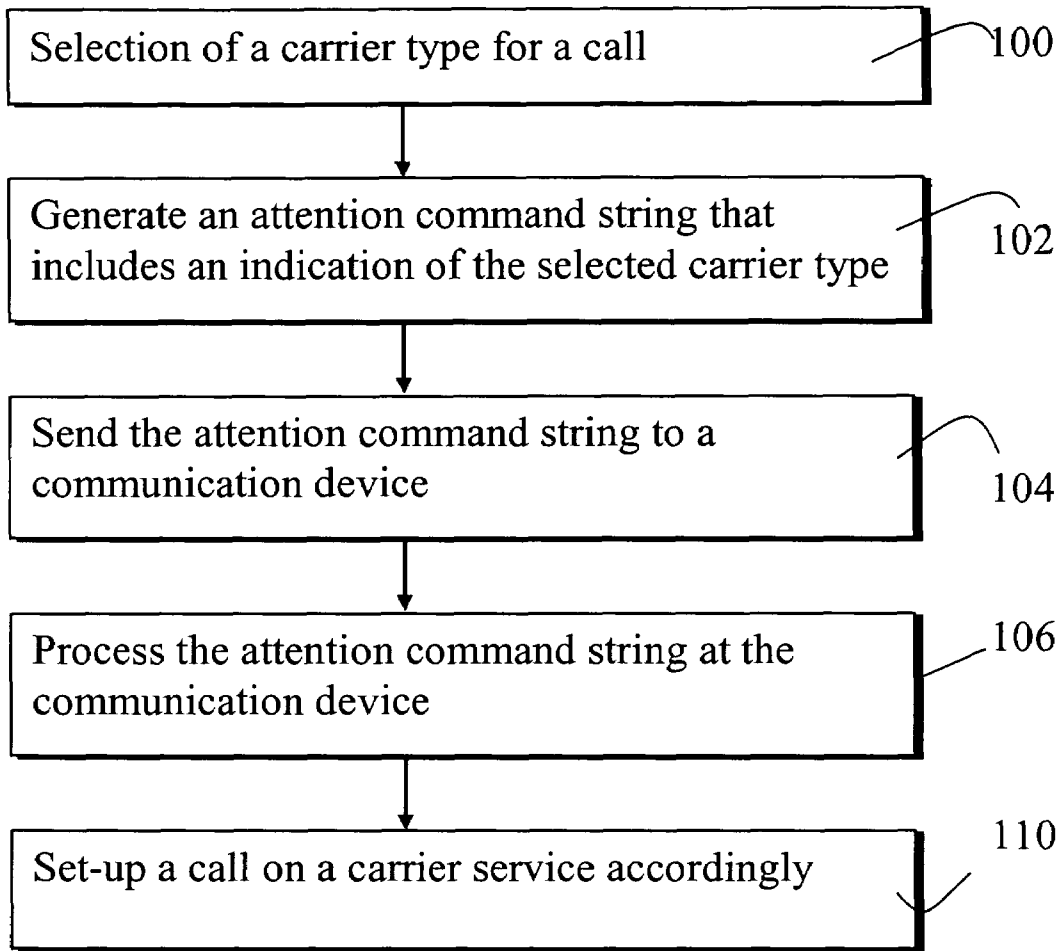 Selection of a carrier type for a call
100
Generate an attention command string that
includes an indication of the selected carrier type
102
Send the attention command string to a
communication device
104
Process the attention command string at the
communication device
106
Set-up a call on a carrier service accordingly
110